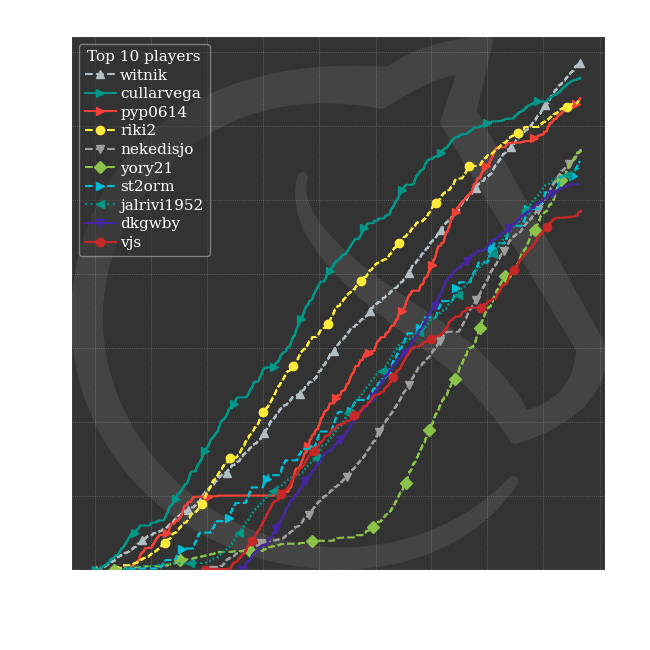 Top 10 players
witnik
cullarvega
pyp0614
riki2
nekedisjo
yory21
st2orm
jalrivi1952
dkgwby
vjs